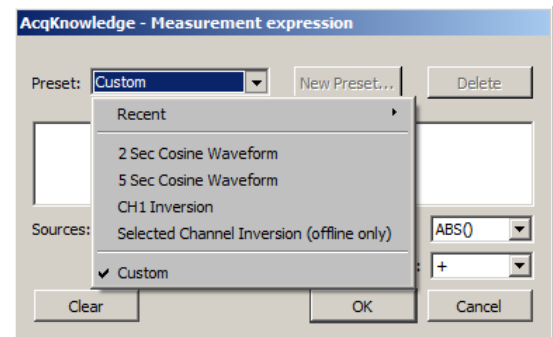 AcqKnowledge - Measurement expression
Preset: Custom New Preset... Delete
Recent
2 Sec Cosine Waveform
5 Sec Cosine Waveform
CH1 Inversion
Sources: ABS()
Selected Channel Inversion (offline only)
: +
Custom
Clear OK Cancel